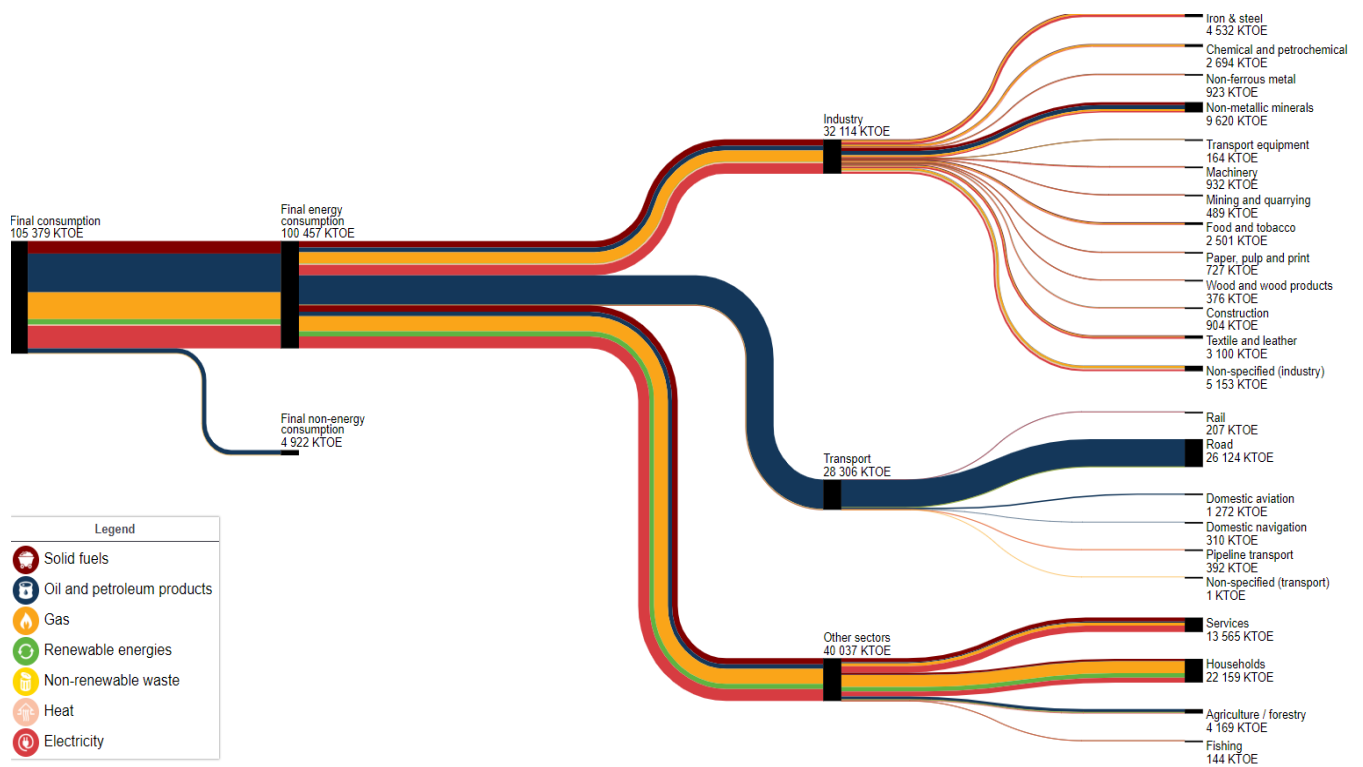 Final consumption
105 379 KTOE
Final energy
consumption
100 457 KTOE
Final non-energy
consumption
4 922 KTOE
Industry
32 114 KTOE
Transport
28 306 KTOE
Other sectors
40 037 KTOE
Iron & steel
4 532 KTOE
Chemical and petrochemical
2 694 KTOE
Non-ferrous metal
923 KTOE
Non-metallic minerals
9 620 KTOE
Transport equipment
164 KTOE
Machinery
932 KTOE
Mining and quarrying
489 KTOE
Food and tobacco
2 501 KTOE
Paper, pulp and print
727 KTOE
Wood and wood products
376 KTOE
Construction
904 KTOE
Textile and leather
3 100 KTOE
Non-specified (industry)
5 153 KTOE
Rail
207 KTOE
Road
26 124 KTOE
Domestic aviation
1 272 KTOE
Domestic navigation
310 KTOE
Pipeline transport
392 KTOE
Non-specified (transport)
1 KTOE
Services
13 565 KTOE
Households
22 159 KTOE
Agriculture / forestry
4 169 KTOE
Fishing
144 KTOE
Legend
Solid fuels
Oil and petroleum products
Gas
Renewable energies
Non-renewable waste
Heat
Electricity